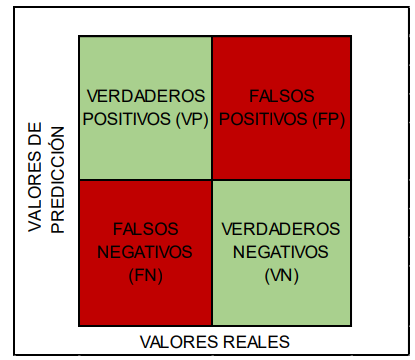 VALORES DE
PREDICCIÓN
VERDADEROS
POSITIVOS (VP)
FALSOS
POSITIVOS (FP)
FALSOS
NEGATIVOS
(FN)
VERDADEROS
NEGATIVOS
(VN)
VALORES REALES